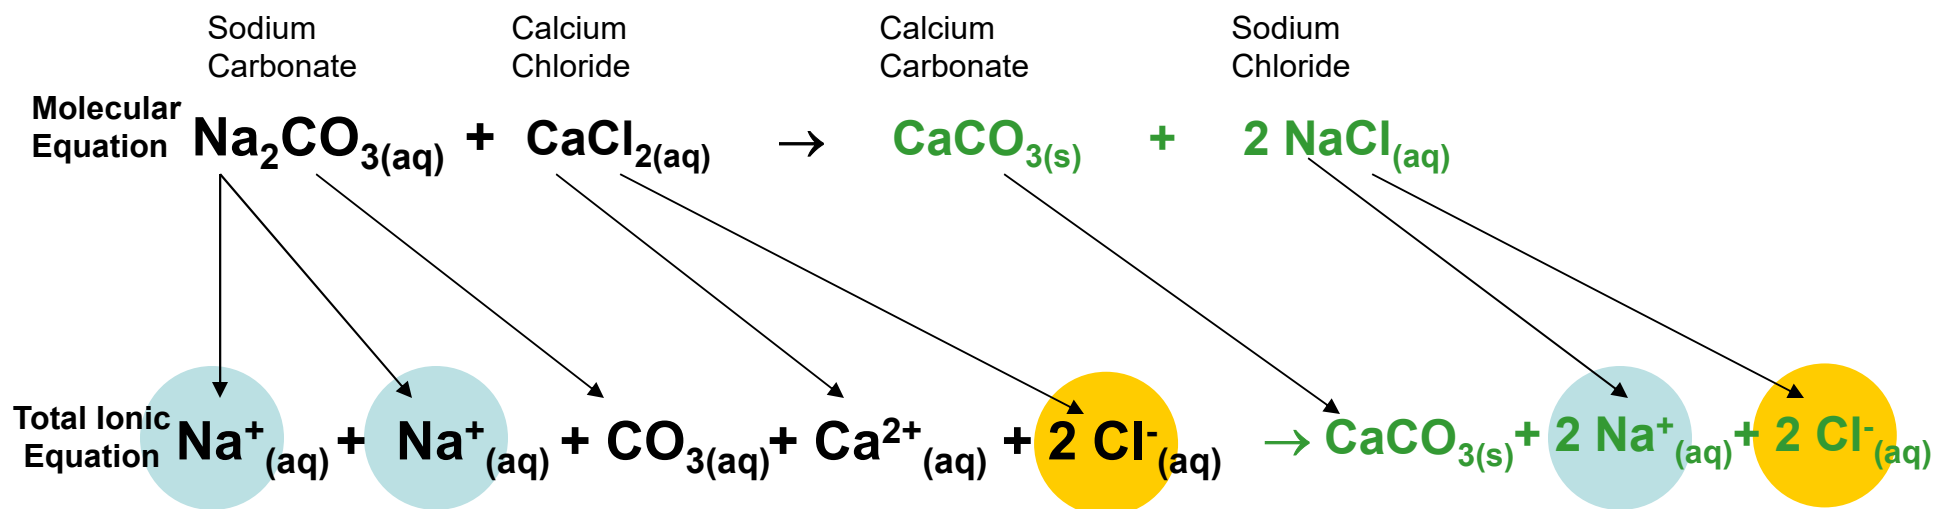 Sodium Carbonate Calcium Chloride Calcium Carbonate Sodium Chloride
Molecular Equation Na₂CO₃(aq) + CaCl₂(aq) → CaCO₃(s) + 2 NaCl(aq)
Total Ionic Equation Na⁺(aq) + Na⁺(aq) + CO₃(aq) + Ca²⁺(aq) + 2 Cl⁻(aq) → CaCO₃(s) + 2 Na⁺(aq) + 2 Cl⁻(aq)